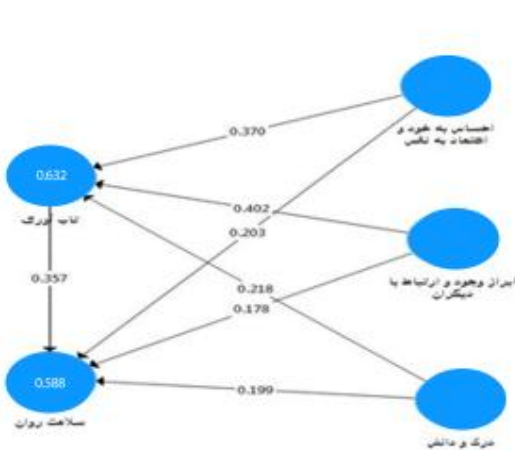 0.370
احساس به خود و
اعتماد به نفس
0.632
تاب آوری
0.402
0.203
ابراز وجود و ارتباط با
دیگران
0.357
0.218
0.178
0.588
0.199
سلامت روان
درک و دانش